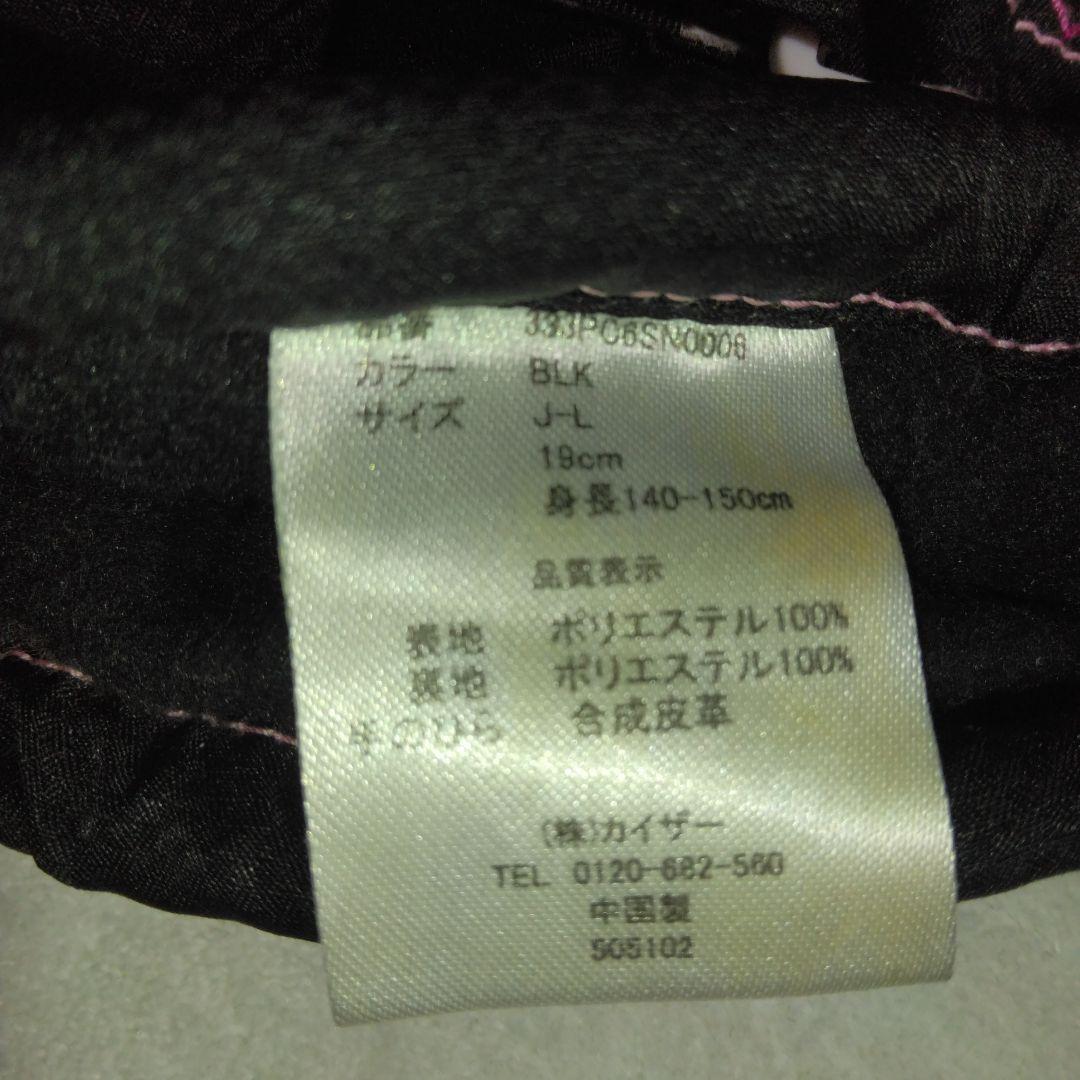 品番 333PC6SN0006
カラー BLK
サイズ J-L
19cm
身長140-150cm
品質表示
表地 ポリエステル100%
裏地 ポリエステル100%
手のひら 合成皮革
(株)カイザー
TEL 0120-682-560
中国製
S05102